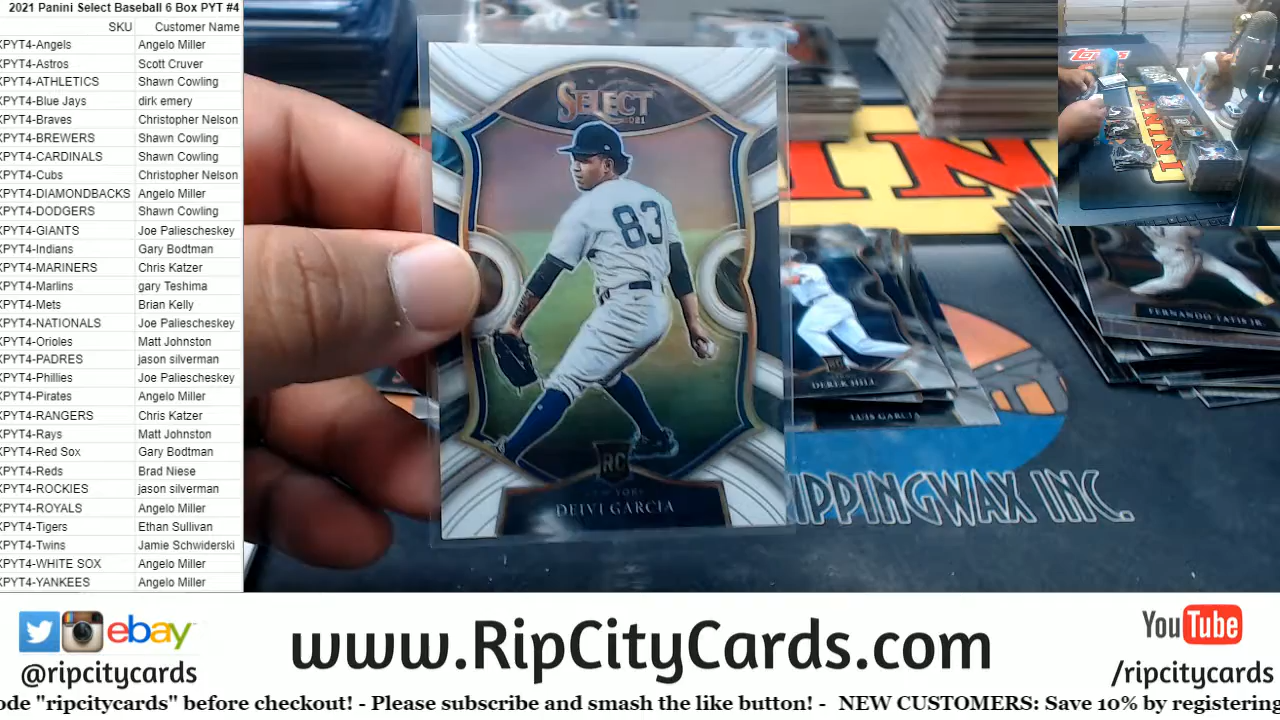 2021 Panini Select Baseball 6 Box PYT #4
SKU Customer Name
XPYT4-Angels Angelo Miller
XPYT4-Astros Scott Cruver
XPYT4-ATHLETICS Shawn Cowling
XPYT4-Blue Jays dirk emery
XPYT4-Braves Christopher Nelson
XPYT4-BREWERS Shawn Cowling
XPYT4-CARDINALS Shawn Cowling
XPYT4-Cubs Christopher Nelson
XPYT4-DIAMONDBACKS Angelo Miller
XPYT4-DODGERS Shawn Cowling
XPYT4-GIANTS Joe Paliescheskey
XPYT4-Indians Gary Bodtman
XPYT4-MARINERS Chris Katzer
XPYT4-Marlins gary Teshima
XPYT4-Mets Brian Kelly
XPYT4-NATIONALS Joe Paliescheskey
XPYT4-Orioles Matt Johnston
XPYT4-PADRES jason silverman
XPYT4-Phillies Joe Paliescheskey
XPYT4-Pirates Angelo Miller
XPYT4-RANGERS Chris Katzer
XPYT4-Rays Matt Johnston
XPYT4-Red Sox Gary Bodtman
XPYT4-Reds Brad Niese
XPYT4-ROCKIES jason silverman
XPYT4-ROYALS Angelo Miller
XPYT4-Tigers Ethan Sullivan
XPYT4-Twins Jamie Schwiderski
XPYT4-WHITE SOX Angelo Miller
XPYT4-YANKEES Angelo Miller
SELECT
2021
83
RC
NEW YORK
DEIVI GARCIA
DEREK HILL
LUIS GARCIA
FERNANDO TATIS JR.
RIPPINGWAX INC.
Topps
PANINI
ebay
@ripcitycards
www.RipCityCards.com
YouTube
/ripcitycards
ode "ripcitycards" before checkout! - Please subscribe and smash the like button! - NEW CUSTOMERS: Save 10% by registering